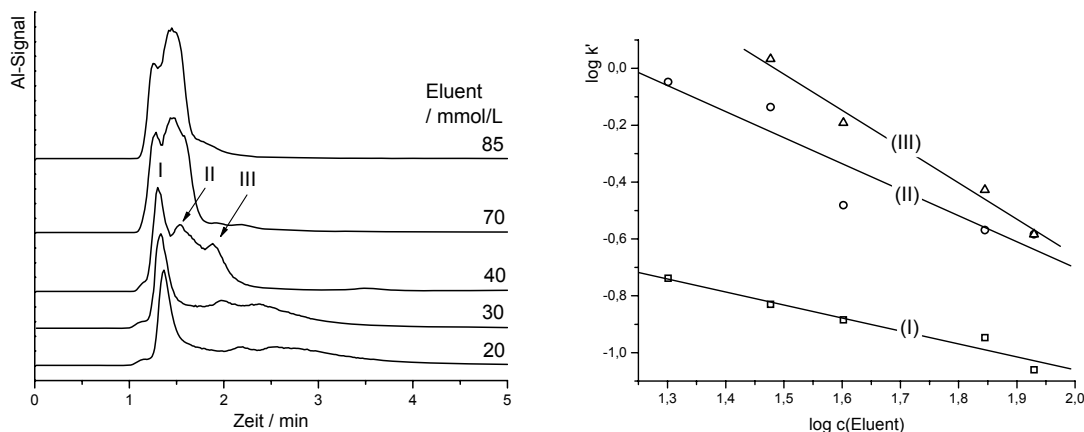 Al-Signal
Eluent
/ mmol/L
85
I
II
III
70
40
30
20
0
1
2
3
4
5
Zeit / min
log k'
0,0
-0,2
-0,4
-0,6
-0,8
-1,0
(III)
(II)
(I)
1,3
1,4
1,5
1,6
1,7
1,8
1,9
2,0
log c(Eluent)